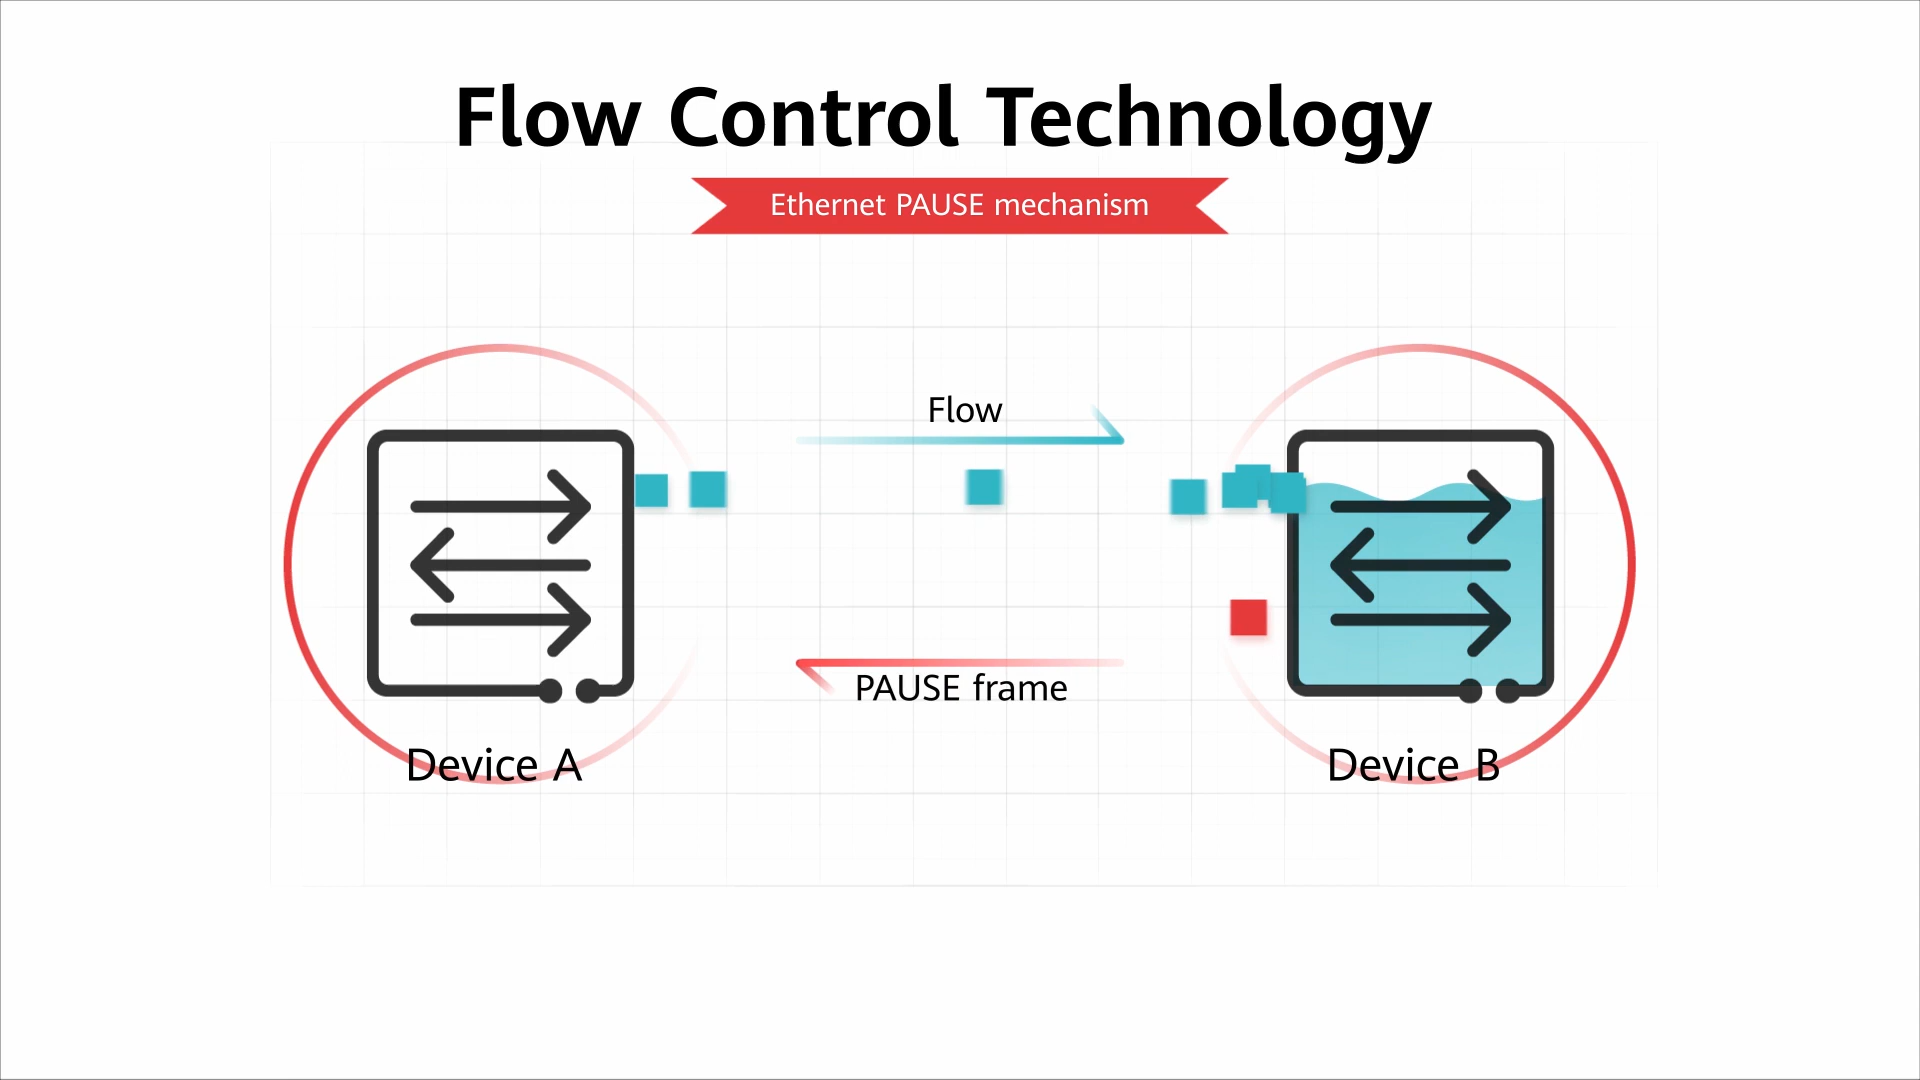 Flow Control Technology
Ethernet PAUSE mechanism
Flow
PAUSE frame
Device A
Device B